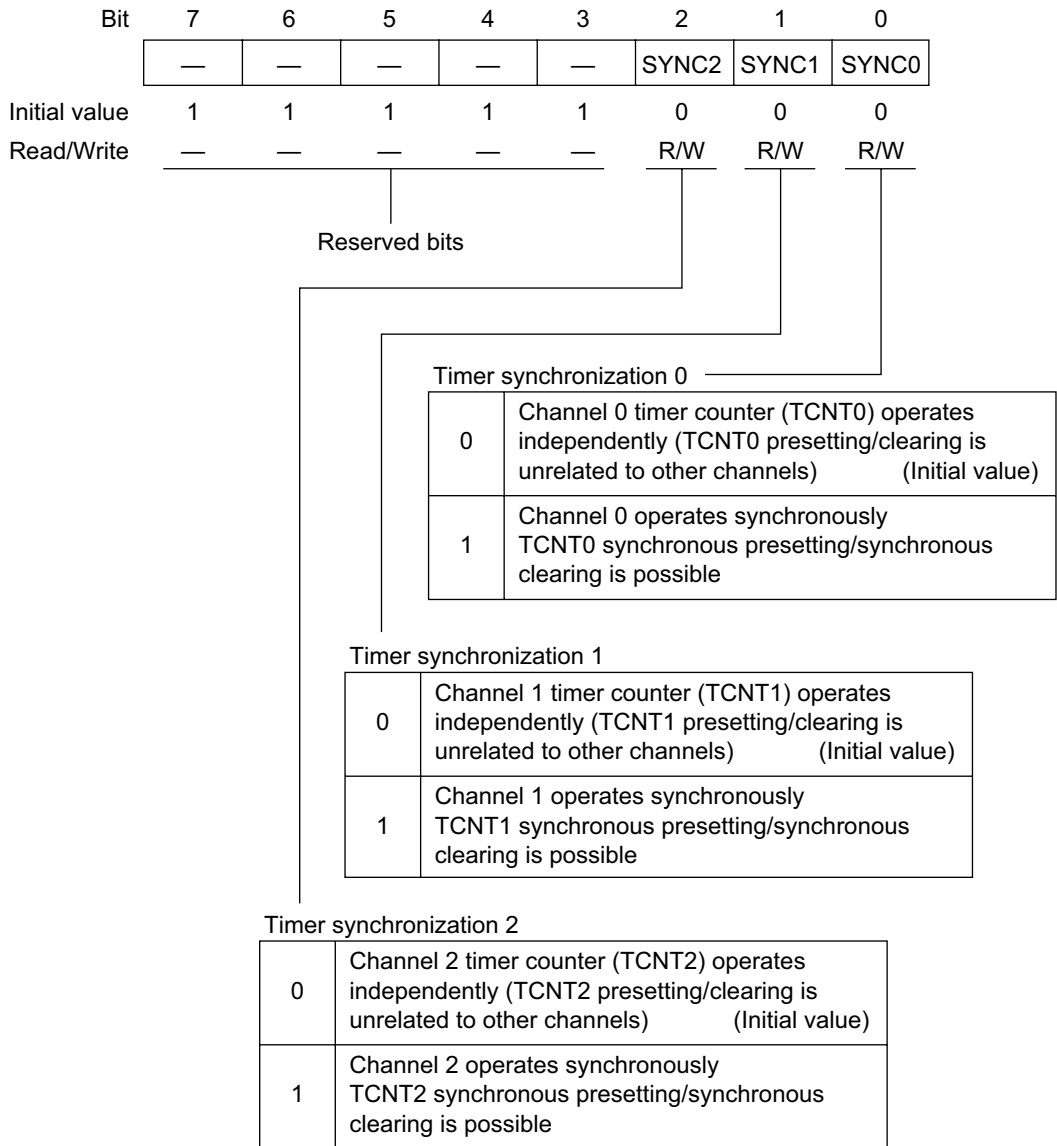 Bit 7 6 5 4 3 2 1 0
— — — — — SYNC2 SYNC1 SYNC0
Initial value 1 1 1 1 1 0 0 0
Read/Write — — — — — R/W R/W R/W
Reserved bits
Timer synchronization 0
0 Channel 0 timer counter (TCNT0) operates
independently (TCNT0 presetting/clearing is
unrelated to other channels) (Initial value)
1 Channel 0 operates synchronously
TCNT0 synchronous presetting/synchronous
clearing is possible
Timer synchronization 1
0 Channel 1 timer counter (TCNT1) operates
independently (TCNT1 presetting/clearing is
unrelated to other channels) (Initial value)
1 Channel 1 operates synchronously
TCNT1 synchronous presetting/synchronous
clearing is possible
Timer synchronization 2
0 Channel 2 timer counter (TCNT2) operates
independently (TCNT2 presetting/clearing is
unrelated to other channels) (Initial value)
1 Channel 2 operates synchronously
TCNT2 synchronous presetting/synchronous
clearing is possible